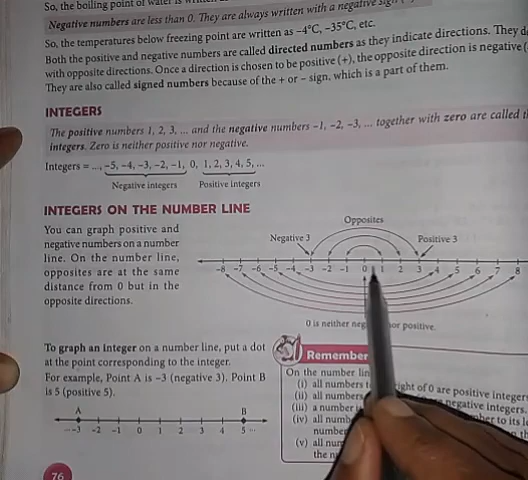 So, the boiling point of water is
Negative numbers are less than 0. They are always written with a negative sign
So, the temperatures below freezing point are written as –4°C, –35°C, etc.
Both the positive and negative numbers are called directed numbers as they indicate directions. They
with opposite directions. Once a direction is chosen to be positive (+), the opposite direction is negative (
They are also called signed numbers because of the + or – sign, which is a part of them.
INTEGERS
The positive numbers 1, 2, 3, ... and the negative numbers –1, –2, –3, ... together with zero are called
integers. Zero is neither positive nor negative.
Integers = ..., –5, –4, –3, –2, –1, 0, 1, 2, 3, 4, 5, ...
Negative integers Positive integers
INTEGERS ON THE NUMBER LINE
You can graph positive and
negative numbers on a number
line. On the number line,
opposites are at the same
distance from 0 but in the
opposite directions.
Opposites
Negative 3 Positive 3
–8 –7 –6 –5 –4 –3 –2 –1 0 1 2 3 4 5 6 7 8
0 is neither or positive.
To graph an integer on a number line, put a dot
at the point corresponding to the integer.
For example, Point A is –3 (negative 3), Point B
is 5 (positive 5).
A B
... –3 –2 –1 0 1 2 3 4 5 ...
Remember
On the number
(i) all numbers right of 0 are positive
(ii) all numbers negative integers.
(iii) a number to its
(iv) all
number
(v) all
the
76